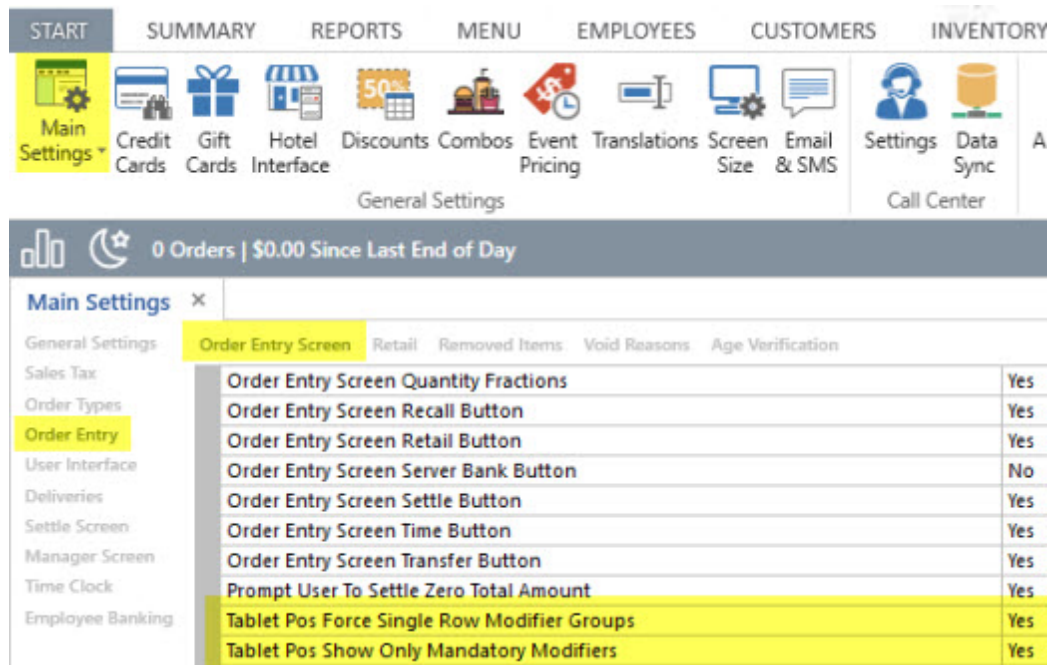 START SUMMARY REPORTS MENU EMPLOYEES CUSTOMERS INVENTORY
50%
Main Settings
Credit Cards
Gift Cards
Hotel Interface
Discounts
Combos
Event Pricing
Translations
Screen Size
Email & SMS
Settings
Data Sync
A
General Settings
Call Center
0 Orders | $0.00 Since Last End of Day
Main Settings ×
General Settings
Sales Tax
Order Types
Order Entry
User Interface
Deliveries
Settle Screen
Manager Screen
Time Clock
Employee Banking
Order Entry Screen Retail Removed Items Void Reasons Age Verification
Order Entry Screen Quantity Fractions Yes
Order Entry Screen Recall Button Yes
Order Entry Screen Retail Button Yes
Order Entry Screen Server Bank Button No
Order Entry Screen Settle Button Yes
Order Entry Screen Time Button Yes
Order Entry Screen Transfer Button Yes
Prompt User To Settle Zero Total Amount Yes
Tablet Pos Force Single Row Modifier Groups Yes
Tablet Pos Show Only Mandatory Modifiers Yes